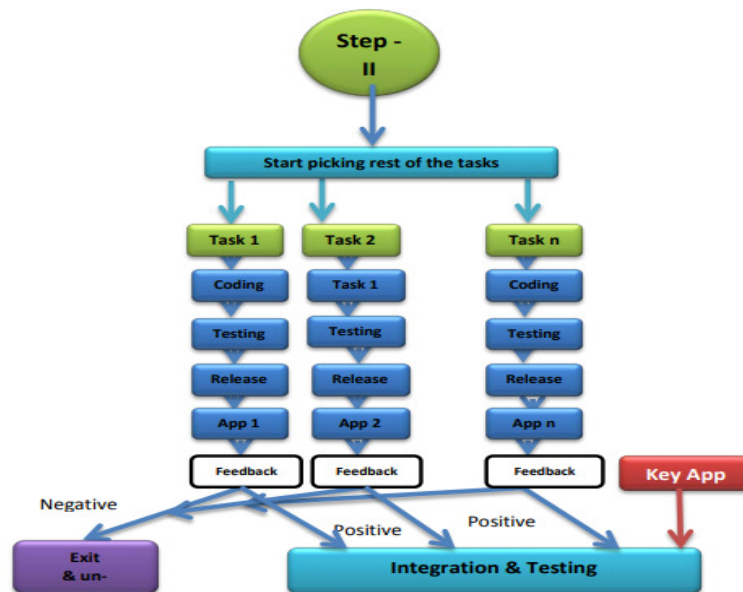 Step -
II
Start picking rest of the tasks
Task 1 Task 2 Task n
Coding Task 1 Coding
Testing Testing Testing
Release Release Release
App 1 App 2 App n
Feedback Feedback Feedback
Key App
Negative
Positive
Positive
Exit
& un-
Integration & Testing